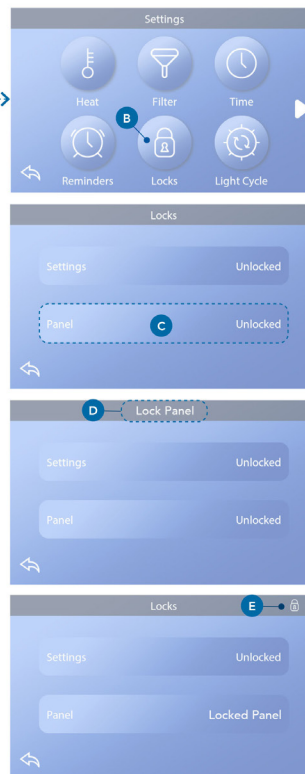 Settings
Heat Filter Time
B
Reminders Locks Light Cycle
Locks
Settings Unlocked
Panel C Unlocked
D Lock Panel
Settings Unlocked
Panel Unlocked
Locks E
Settings Unlocked
Panel Locked Panel